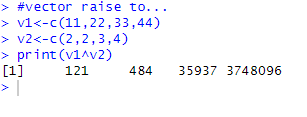 > #vector raise to...
> v1<-c(11,22,33,44)
> v2<-c(2,2,3,4)
> print(v1^v2)
[1]     121     484   35937 3748096
>